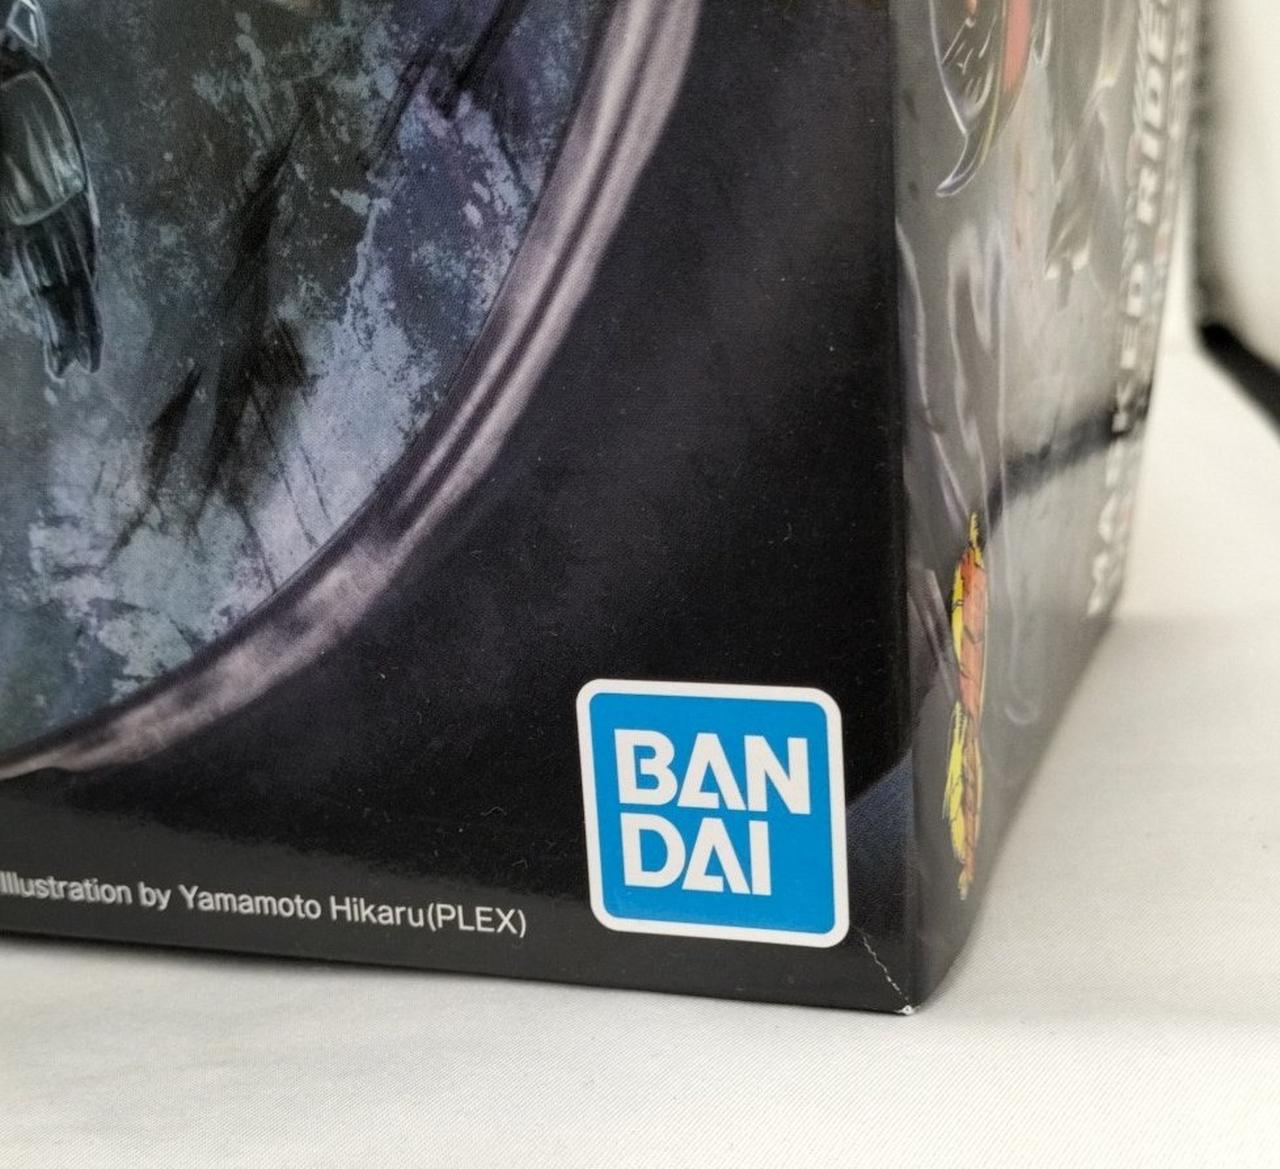 MASKED RIDER
BAN
DAI
Illustration by Yamamoto Hikaru(PLEX)